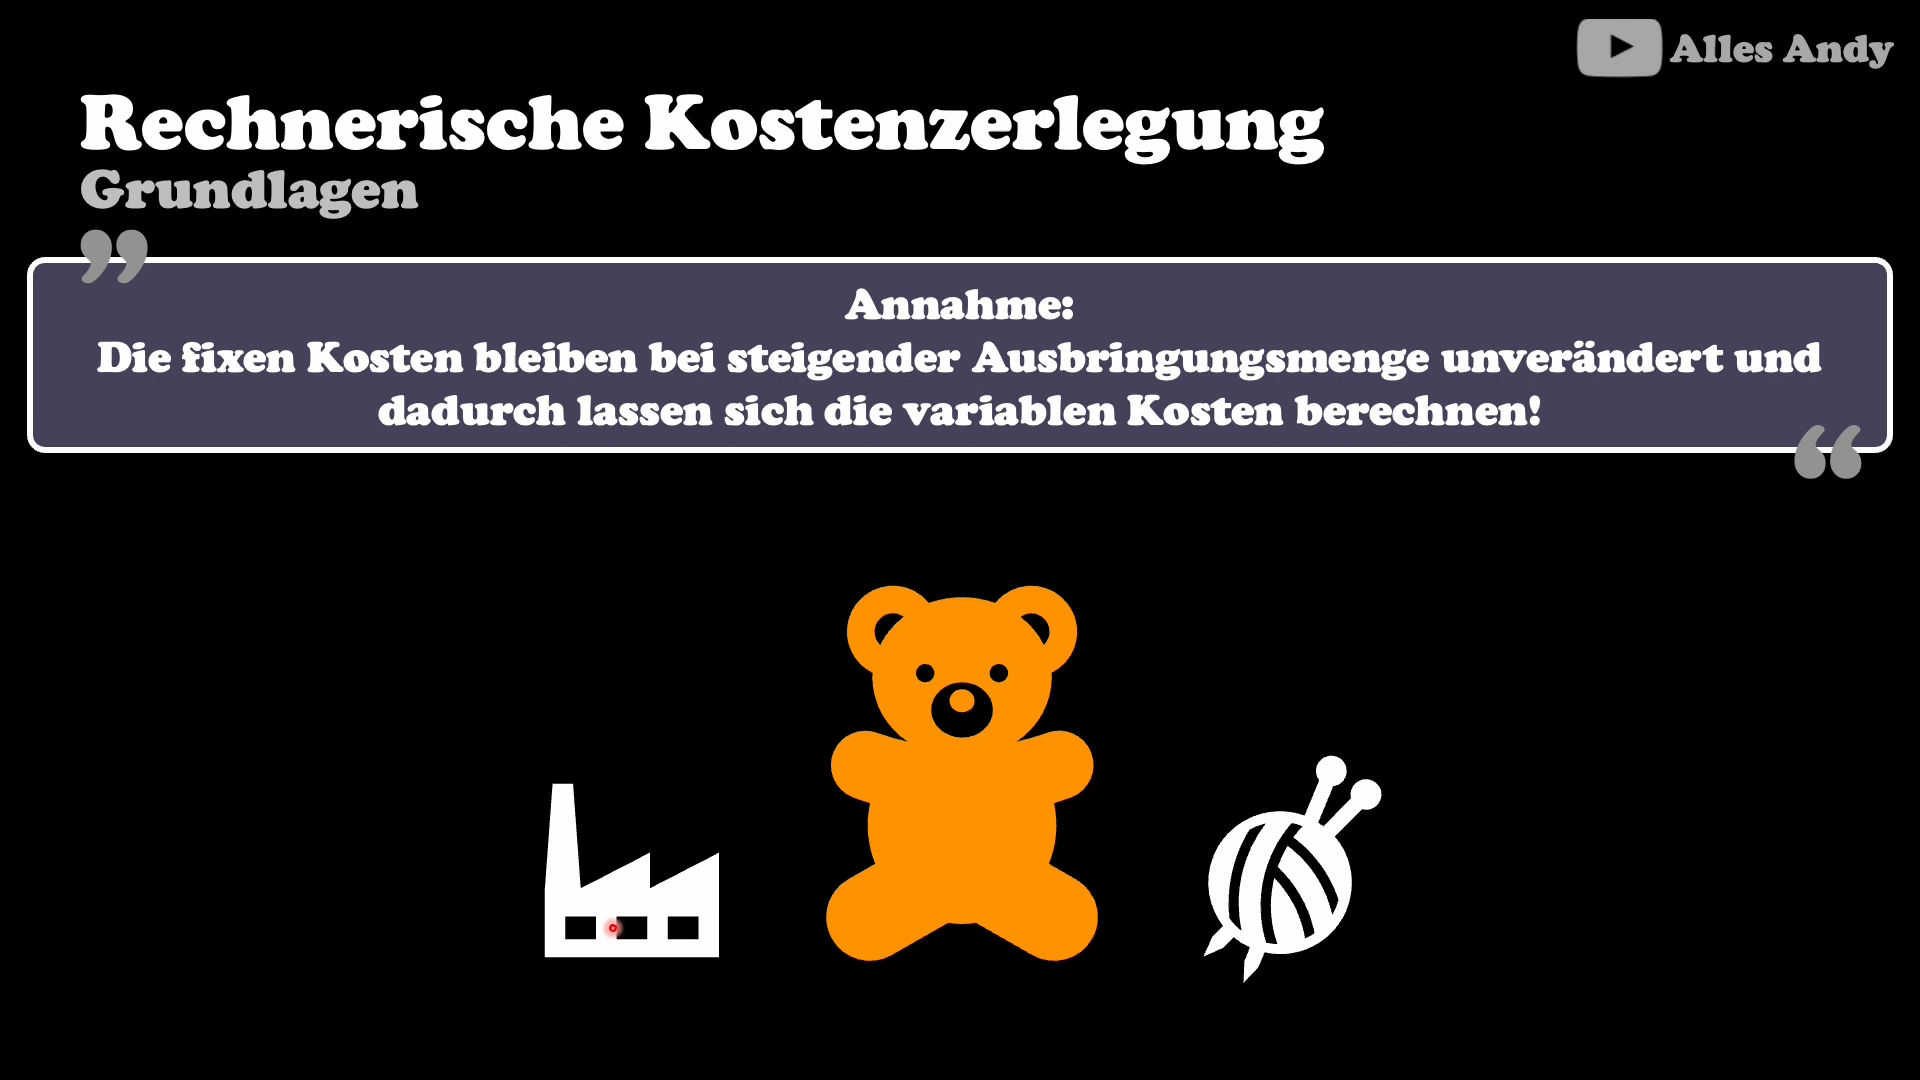 Alles Andy
Rechnerische Kostenzerlegung
Grundlagen
„
Annahme:
Die fixen Kosten bleiben bei steigender Ausbringungsmenge unverändert und
dadurch lassen sich die variablen Kosten berechnen!
“